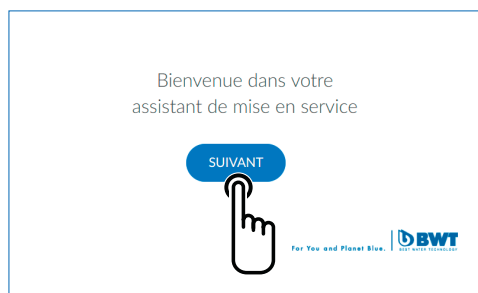 Bienvenue dans votre
assistant de mise en service
SUIVANT
For You and Planet Blue.
BWT
BEST WATER TECHNOLOGY